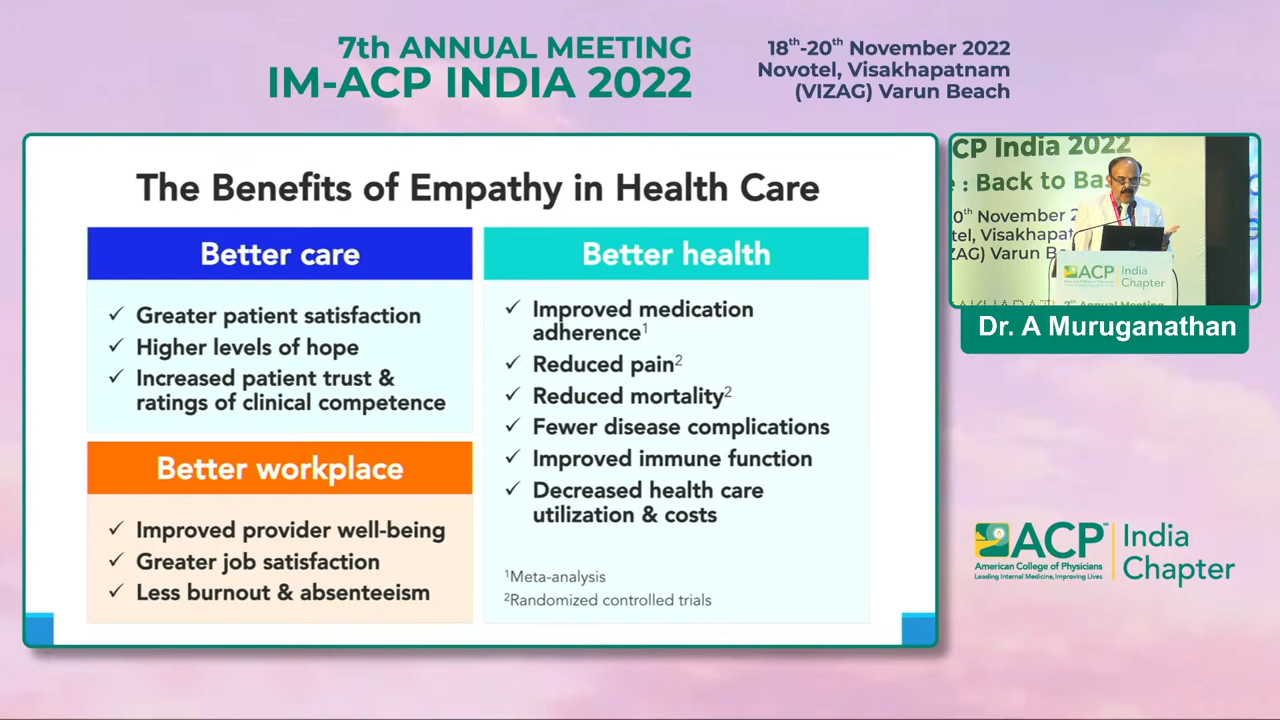 7th ANNUAL MEETING
IM-ACP INDIA 2022
18th-20th November 2022
Novotel, Visakhapatnam
(VIZAG) Varun Beach
The Benefits of Empathy in Health Care
Better care
✓ Greater patient satisfaction
✓ Higher levels of hope
✓ Increased patient trust &
ratings of clinical competence
Better workplace
✓ Improved provider well-being
✓ Greater job satisfaction
✓ Less burnout & absenteeism
Better health
✓ Improved medication
adherence1
✓ Reduced pain2
✓ Reduced mortality2
✓ Fewer disease complications
✓ Improved immune function
✓ Decreased health care
utilization & costs
1Meta-analysis
2Randomized controlled trials
CP India 2022
: Back to Ba s
0th November 2
tel, Visakhapat
ZAG) Varun B
ACP India
Chapter
7th Annual Meeting
Dr. A Muruganathan
ACP™ India
American College of Physicians Chapter
Leading Internal Medicine, Improving Lives